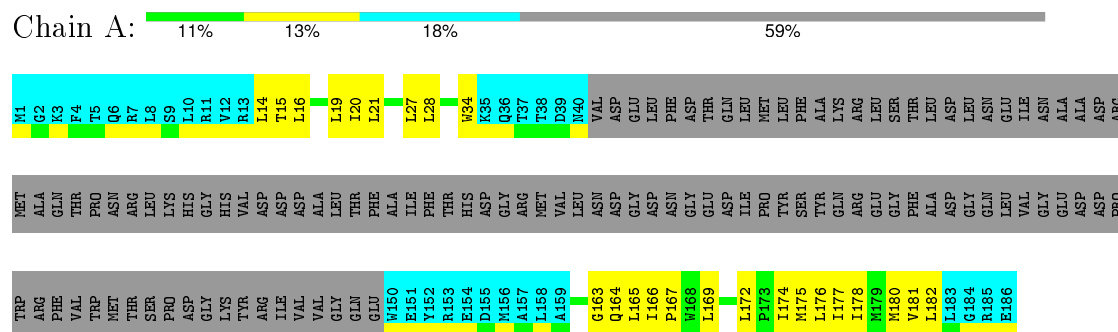 Chain A:
11% 13% 18% 59%
M1 G2 K3 F4 T5 Q6 R7 L8 S9 L10 R11 V12 R13 L14 T15 L16 L19 I20 L21 L27 L28 W34 K35 Q36 T37 T38 D39 N40 VAL ASP GLU LEU PHE ASP THR GLN LEU MET LEU PHE ALA LYS ARG LEU SER THR LEU ASP LEU ASN GLU ILE ASN ALA ALA ASP ARG
MET ALA GLN THR PRO ASN ARG LEU LYS HIS GLY HIS VAL ASP ASP ASP ALA LEU THR PHE ALA ILE PHE THR HIS ASP GLY ARG MET VAL LEU ASN ASP GLY ASP ASN GLY GLU ASP ILE PRO TYR SER TYR GLN ARG GLU GLY PHE ALA ASP GLY GLN LEU VAL GLY GLU ASP ASP PRO
TRP ARG PHE VAL TRP MET THR SER PRO ASP GLY LYS TYR ARG ILE VAL VAL GLY GLN GLU W150 E151 Y152 R153 E154 D155 M156 A157 L158 A159 G163 Q164 L165 I166 P167 W168 L169 L172 P173 I174 M175 L176 I177 I178 M179 M180 V181 L182 L183 G184 R185 E186